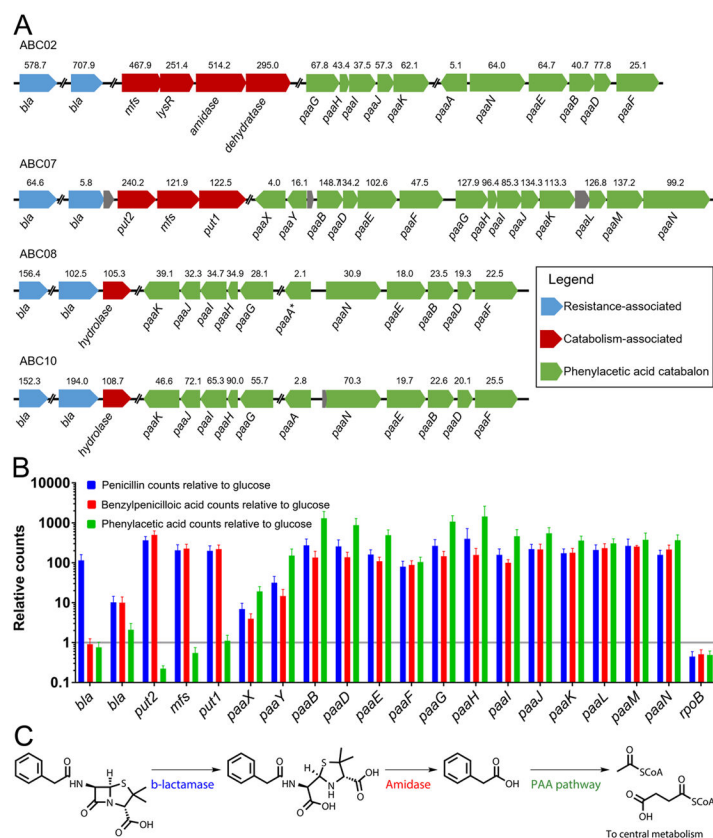 A
ABC02
578.7 707.9 467.9 251.4 514.2 295.0 67.8 43.4 37.5 57.3 62.1 5.1 64.0 64.7 40.7 77.8 25.1
bla bla mfs lysR amidase dehydratase paaG paaH paaI paaJ paaK paaA paaN paaE paaB paaD paaF
ABC07
64.6 5.8 240.2 121.9 122.5 4.0 16.1 148.7 134.2 102.6 47.5 127.9 96.4 85.3 134.3 113.3 126.8 137.2 99.2
bla bla put2 mfs put1 paaX paaY paaB paaD paaE paaF paaG paaH paaI paaJ paaK paaL paaM paaN
ABC08
156.4 102.5 105.3 39.1 32.3 34.7 34.9 28.1 2.1 30.9 18.0 23.5 19.3 22.5
bla bla hydrolase paaK paaJ paaI paaH paaG paaA* paaN paaE paaB paaD paaF
ABC10
152.3 194.0 108.7 46.6 72.1 65.3 90.0 55.7 2.8 70.3 19.7 22.6 20.1 25.5
bla bla hydrolase paaK paaJ paaI paaH paaG paaA paaN paaE paaB paaD paaF
Legend
Resistance-associated
Catabolism-associated
Phenylacetic acid catabalon
B
Relative counts
10000
1000
100
10
1
0.1
Penicillin counts relative to glucose
Benzylpenicilloic acid counts relative to glucose
Phenylacetic acid counts relative to glucose
bla bla put2 mfs put1 paaX paaY paaB paaD paaE paaF paaG paaH paaI paaJ paaK paaL paaM paaN rpoB
C
O
NH
H
S
N
O
O
OH
b-lactamase
O
NH
H
S
N
H
O
OH
O
OH
Amidase
O
OH
PAA pathway
O
SCoA
O
OH
O
SCoA
To central metabolism